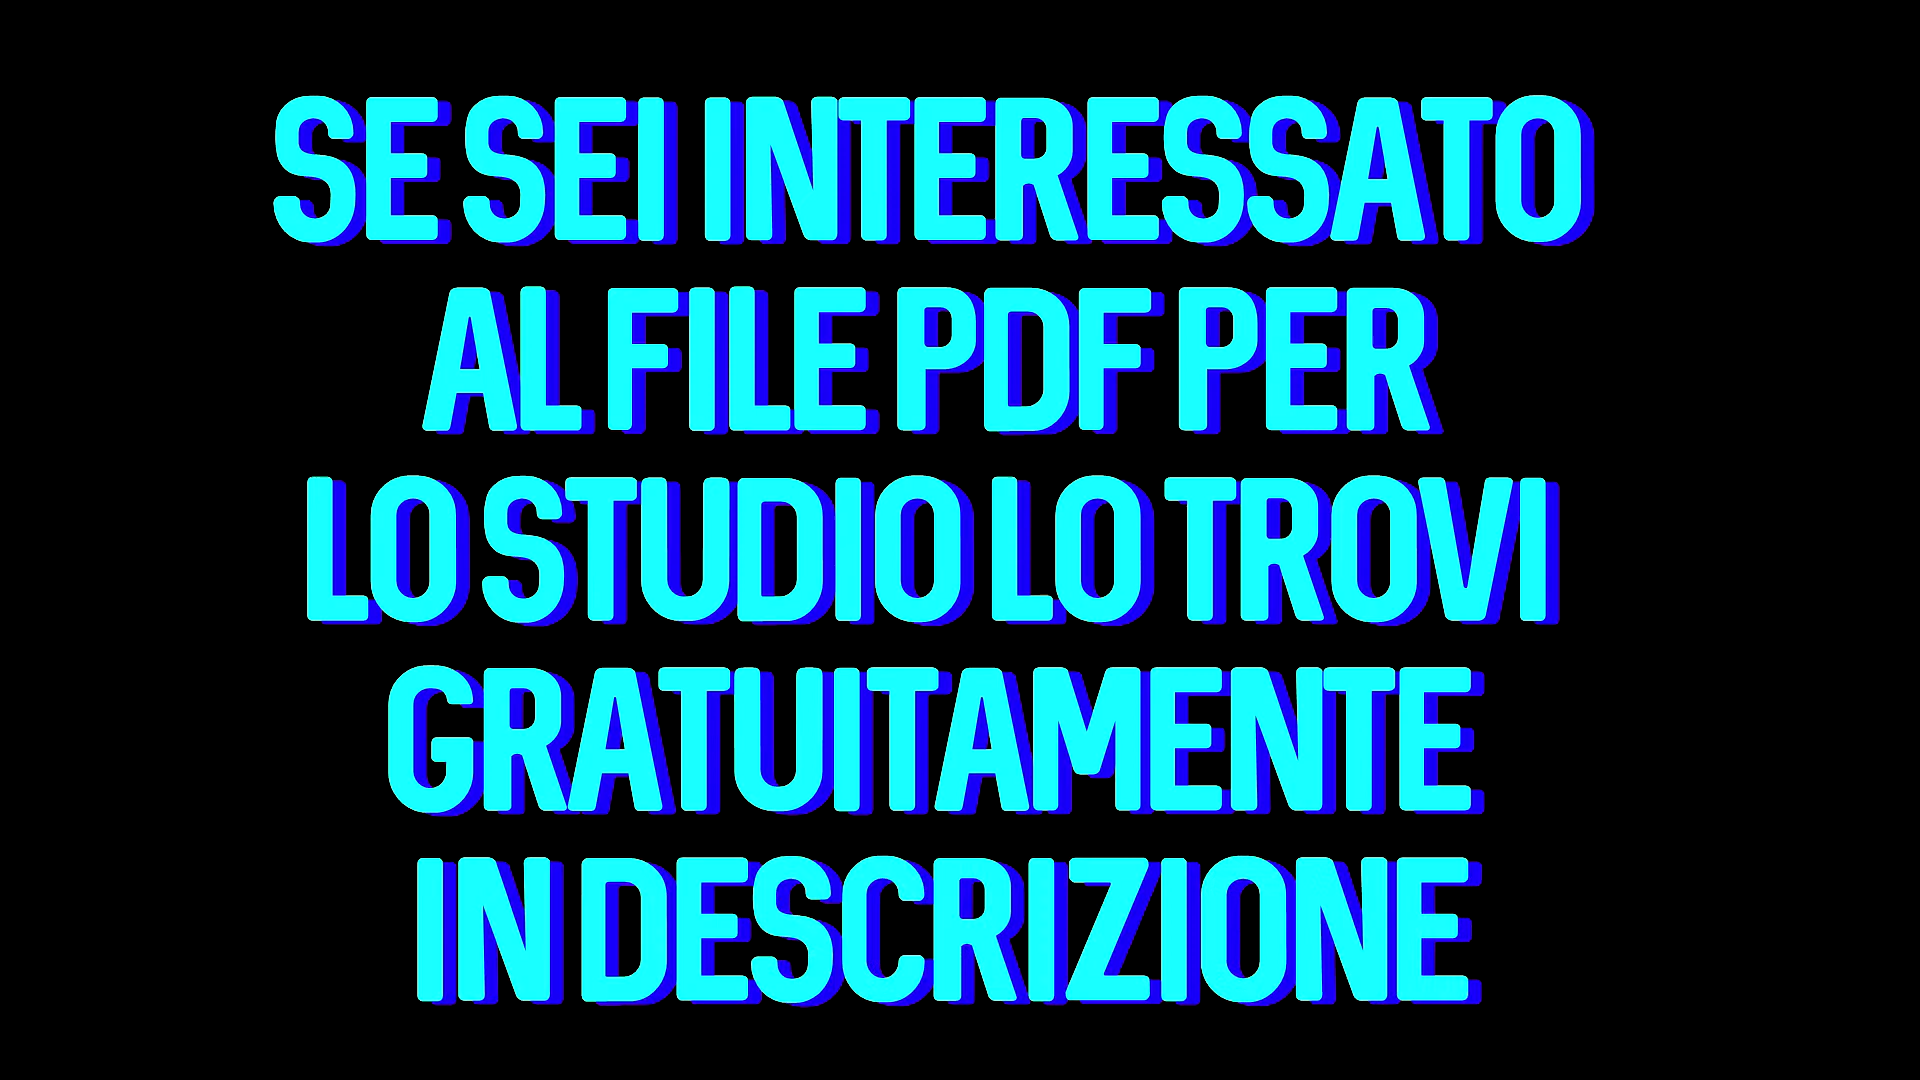 SE SEI INTERESSATO
AL FILE PDF PER
LO STUDIO LO TROVI
GRATUITAMENTE
IN DESCRIZIONE